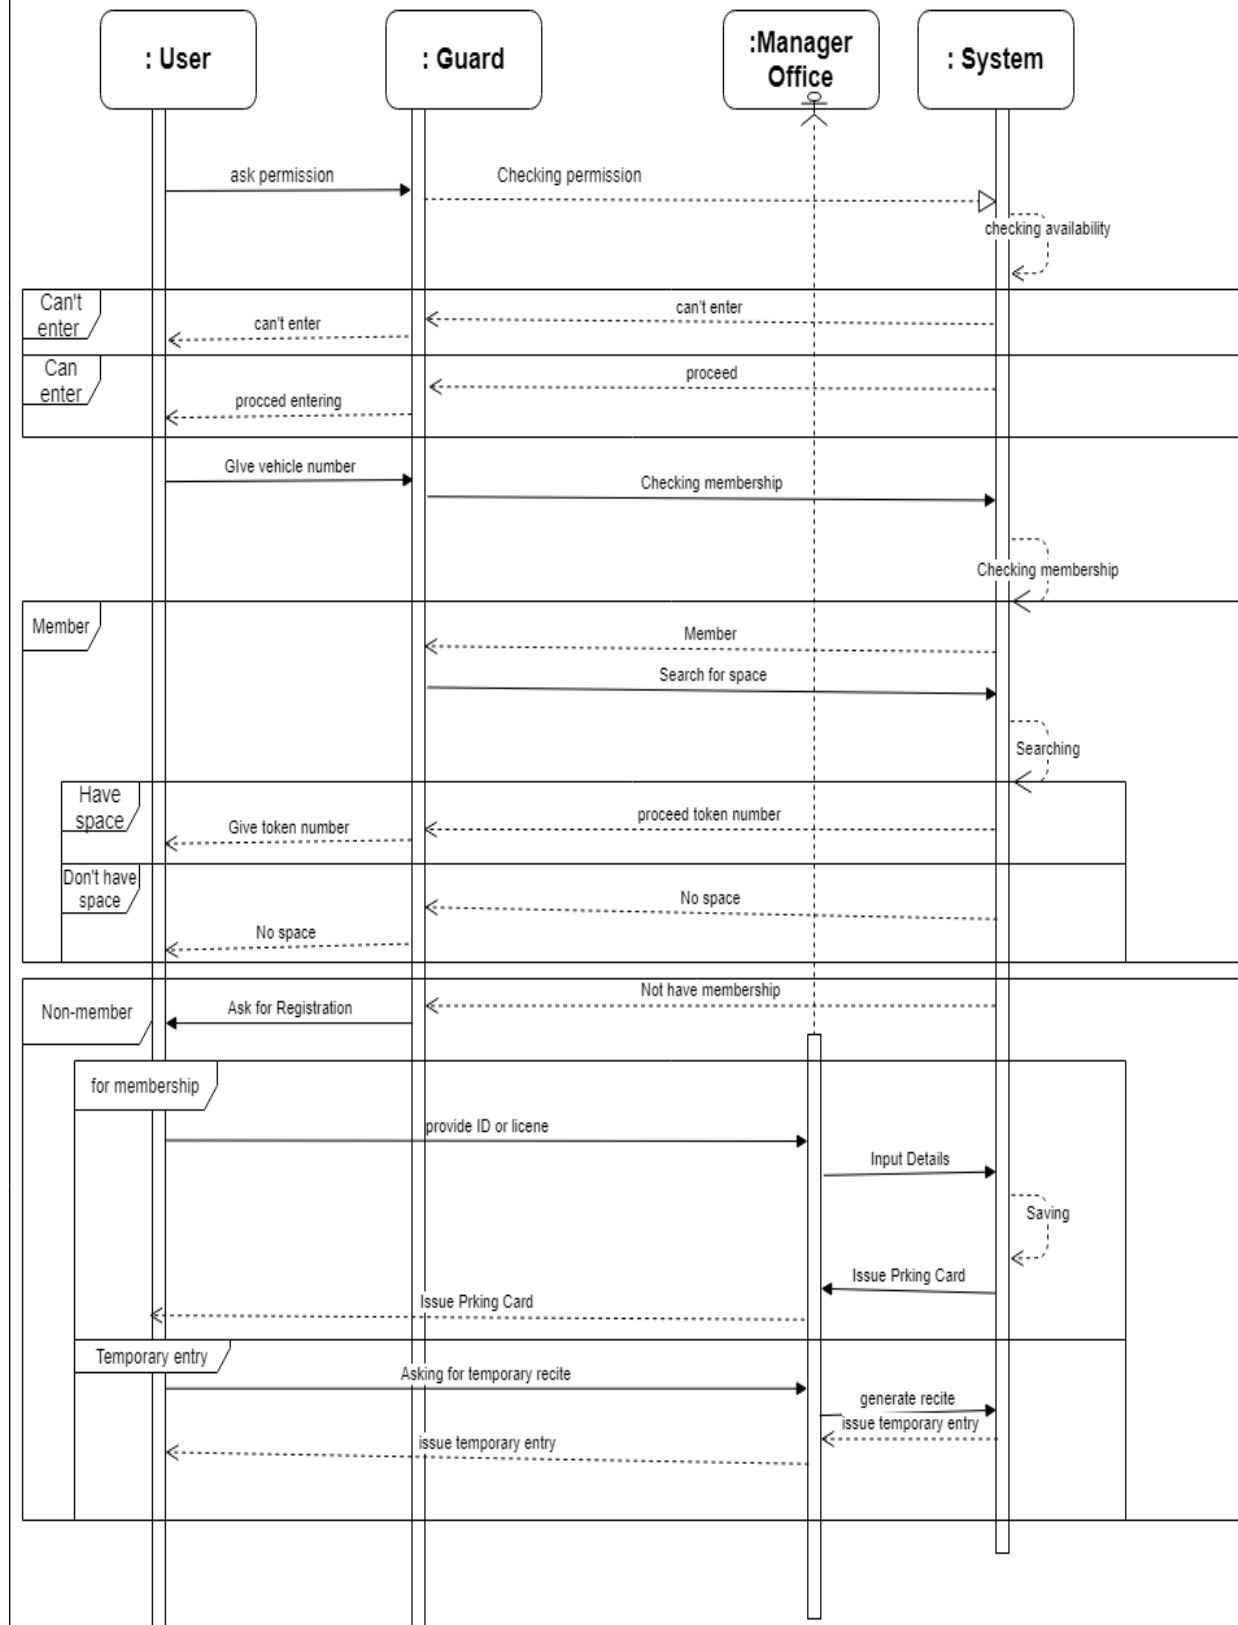 : User
: Guard
:Manager
Office
: System
ask permission
Checking permission
checking availability
Can't
enter
can't enter
can't enter
Can
enter
proceed
procced entering
GIve vehicle number
Checking membership
Checking membership
Member
Member
Search for space
Searching
Have
space
proceed token number
Give token number
Don't have
space
No space
No space
Not have membership
Non-member
Ask for Registration
for membership
provide ID or licene
Input Details
Saving
Issue Prking Card
Issue Prking Card
Temporary entry
Asking for temporary recite
generate recite
issue temporary entry
issue temporary entry